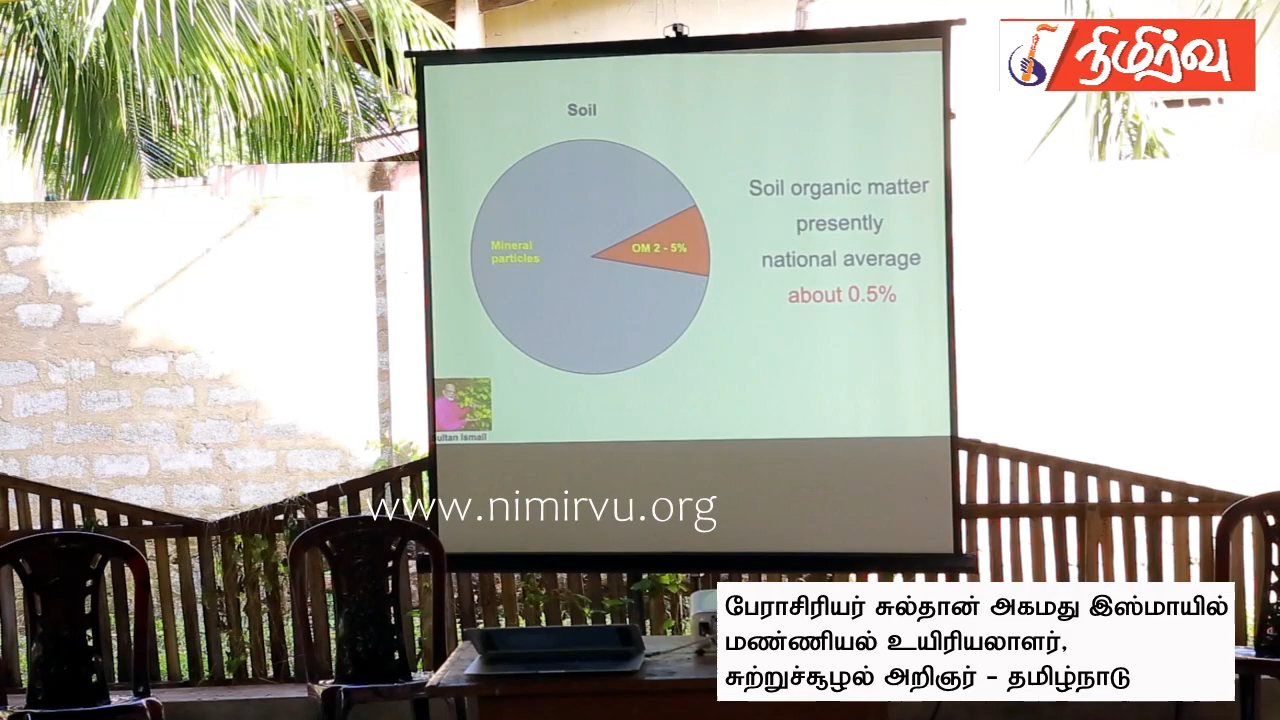 நிமிர்வு
Soil
Mineral
particles
OM 2 - 5%
Soil organic matter
presently
national average
about 0.5%
ultan Ismail
www.nimirvu.org
பேராசிரியர் சுல்தான் அகமது இஸ்மாயில்
மண்ணியல் உயிரியலாளர்,
சுற்றுச்சூழல் அறிஞர் – தமிழ்நாடு